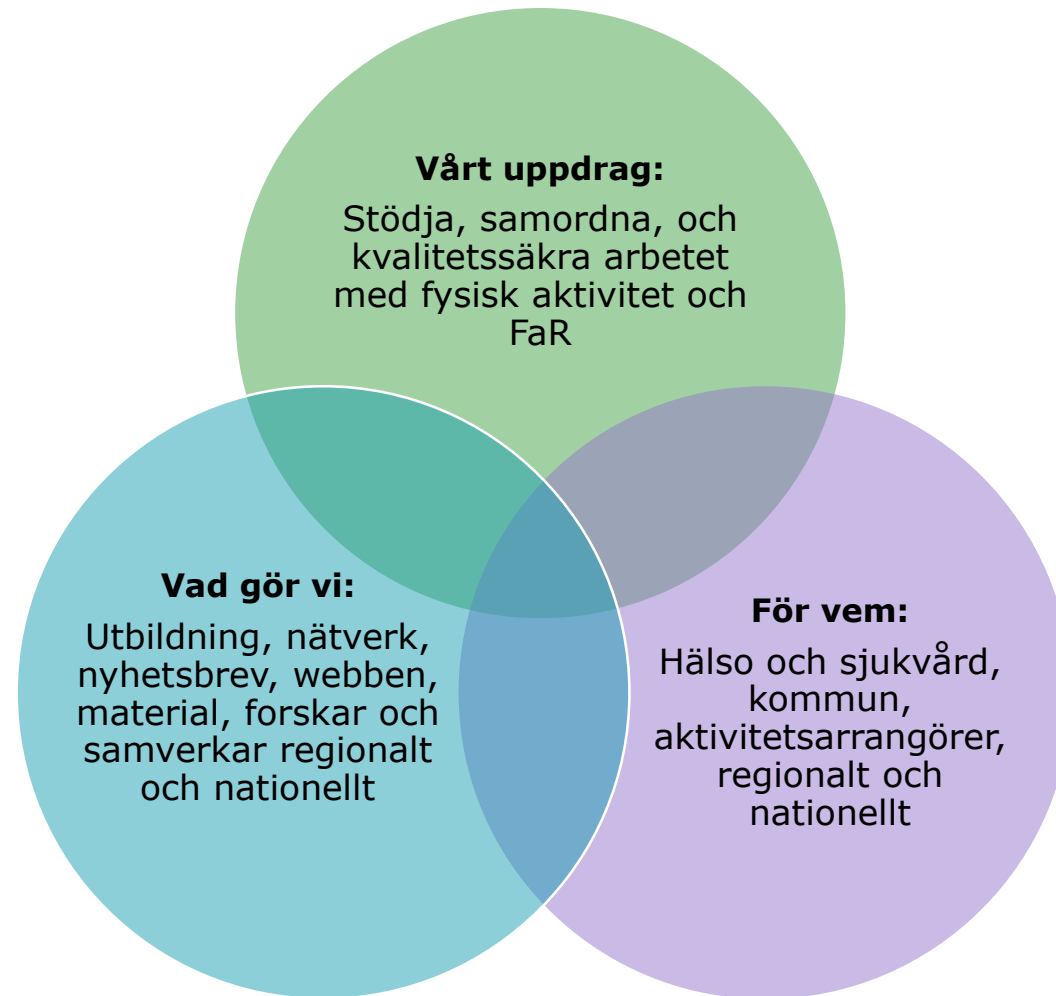 Vårt uppdrag:
Stödja, samordna, och
kvalitetssäkra arbetet
med fysisk aktivitet och
FaR
Vad gör vi:
Utbildning, nätverk,
nyhetsbrev, webben,
material, forskar och
samverkar regionalt
och nationellt
För vem:
Hälso och sjukvård,
kommun,
aktivitetsarrangörer,
regionalt och
nationellt